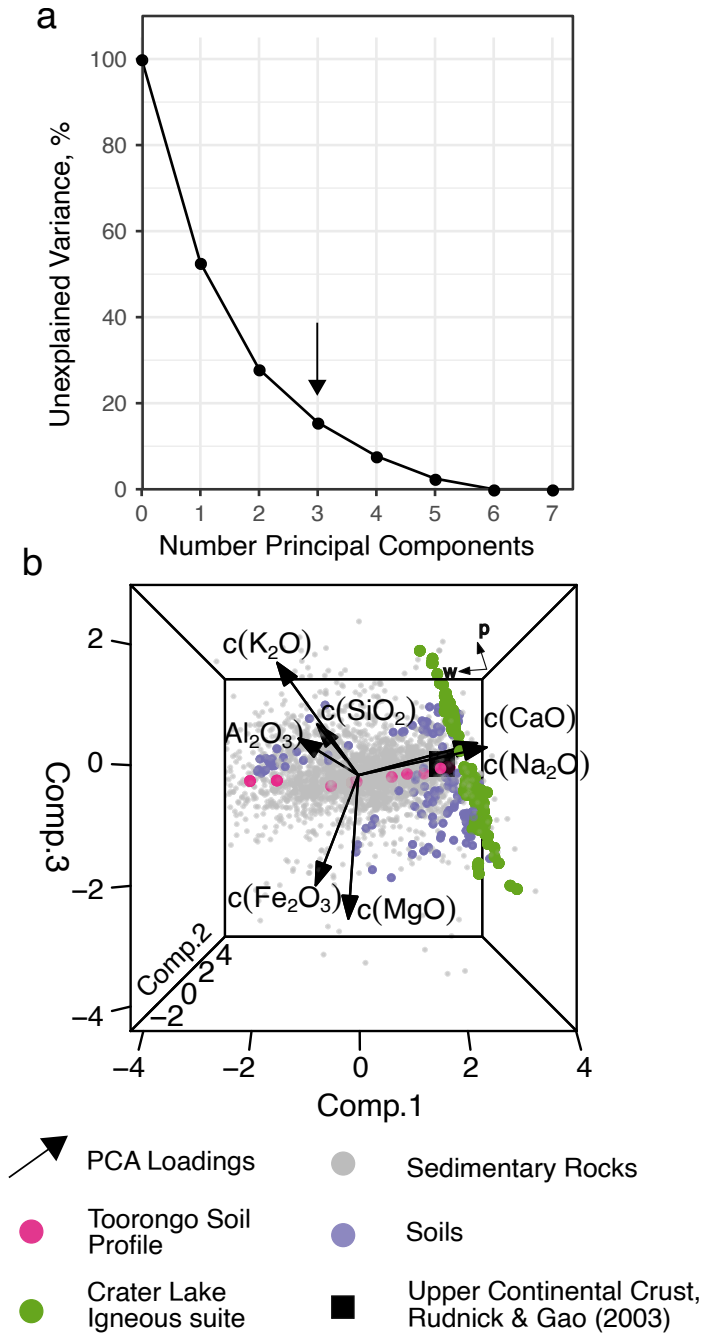 a
100
80
60
40
20
0
Unexplained Variance, %
0 1 2 3 4 5 6 7
Number Principal Components
b
2
0
−2
−4
Comp.3
c(K₂O)
c(SiO₂)
Al₂O₃)
p
w
c(CaO)
c(Na₂O)
c(Fe₂O₃)
c(MgO)
Comp.2
−2 0 2 4
−4 −2 0 2 4
Comp.1
PCA Loadings
Sedimentary Rocks
Toorongo Soil
Profile
Soils
Crater Lake
Igneous suite
Upper Continental Crust,
Rudnick & Gao (2003)